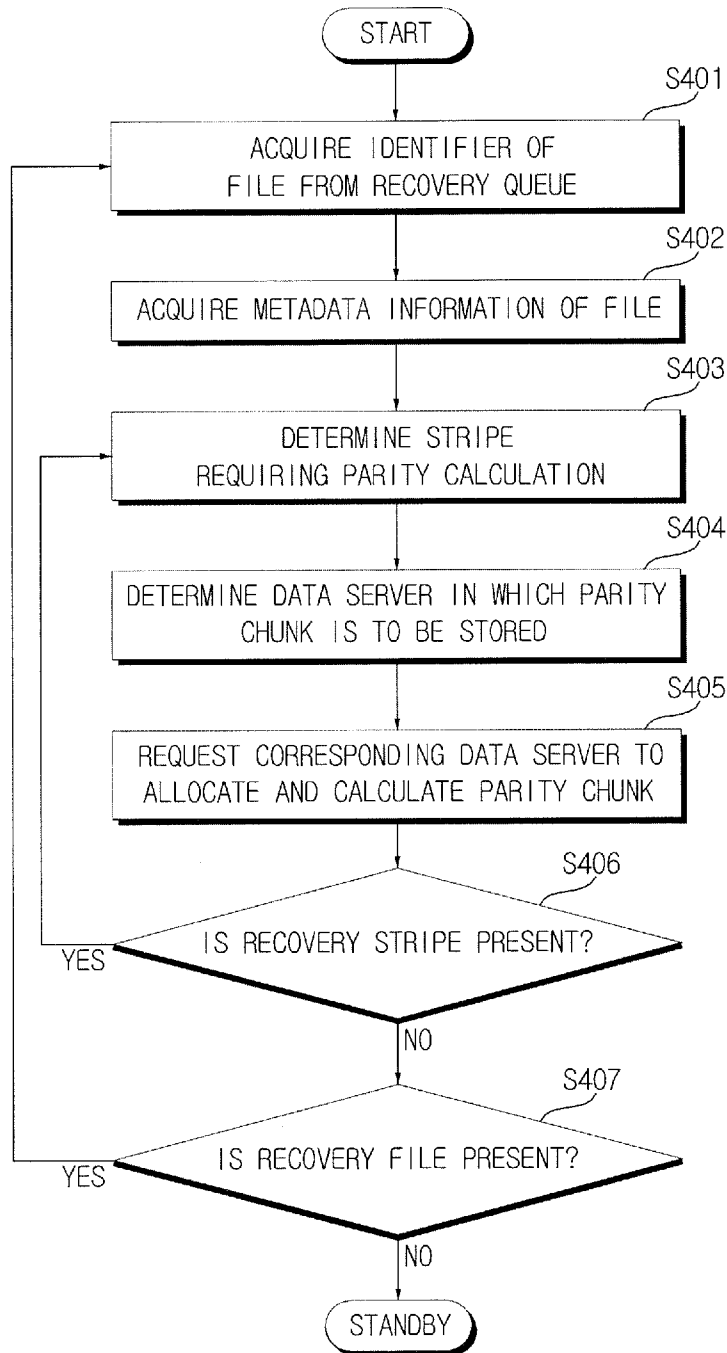 START
S401
ACQUIRE IDENTIFIER OF
FILE FROM RECOVERY QUEUE
S402
ACQUIRE METADATA INFORMATION OF FILE
S403
DETERMINE STRIPE
REQUIRING PARITY CALCULATION
S404
DETERMINE DATA SERVER IN WHICH PARITY
CHUNK IS TO BE STORED
S405
REQUEST CORRESPONDING DATA SERVER TO
ALLOCATE AND CALCULATE PARITY CHUNK
S406
IS RECOVERY STRIPE PRESENT?
YES
NO
S407
IS RECOVERY FILE PRESENT?
YES
NO
STANDBY